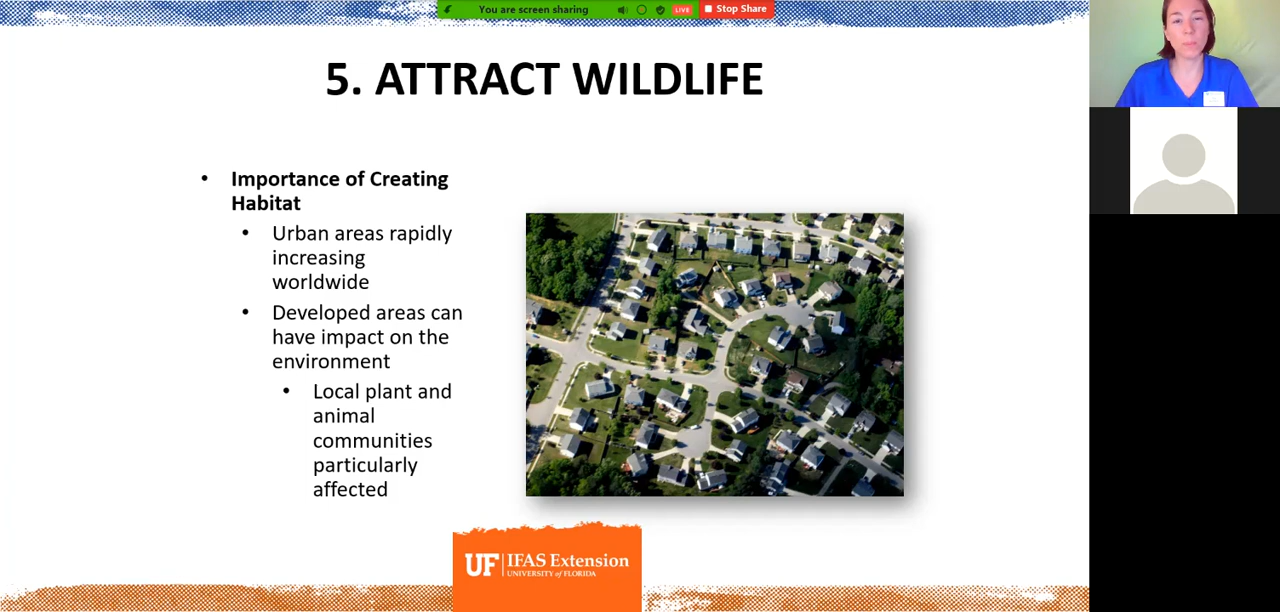 You are screen sharing
LIVE
Stop Share
5. ATTRACT WILDLIFE
• Importance of Creating
Habitat
• Urban areas rapidly
increasing
worldwide
• Developed areas can
have impact on the
environment
• Local plant and
animal
communities
particularly
affected
UF IFAS Extension
UNIVERSITY of FLORIDA